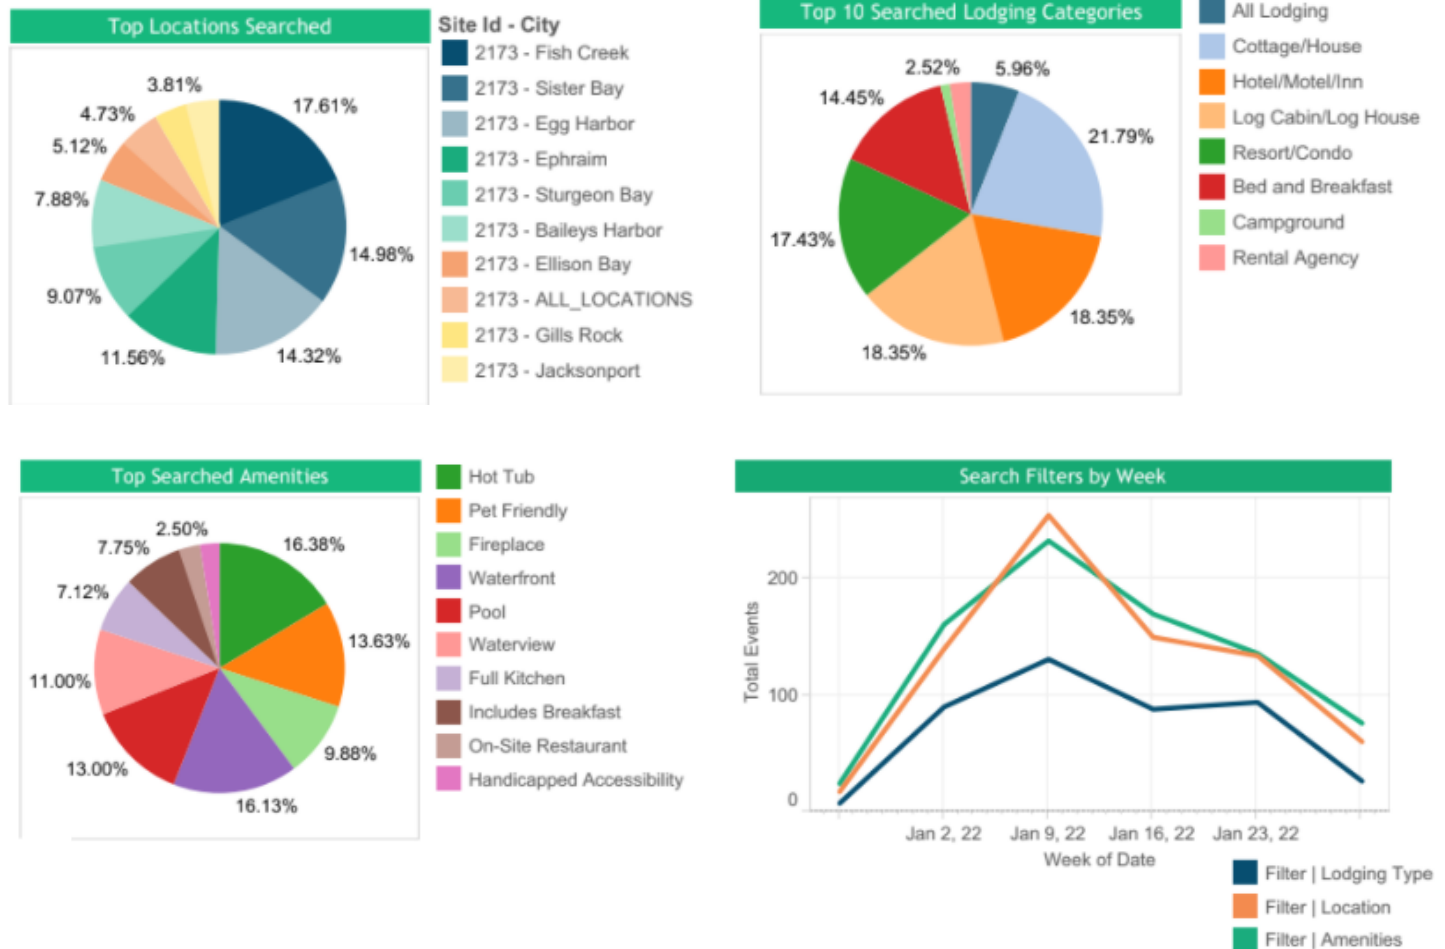 Top Locations Searched
3.81%
17.61%
4.73%
5.12%
7.88%
14.98%
9.07%
11.56%
14.32%
Site Id - City
2173 - Fish Creek
2173 - Sister Bay
2173 - Egg Harbor
2173 - Ephraim
2173 - Sturgeon Bay
2173 - Baileys Harbor
2173 - Ellison Bay
2173 - ALL_LOCATIONS
2173 - Gills Rock
2173 - Jacksonport
Top 10 Searched Lodging Categories
2.52%
5.96%
14.45%
21.79%
17.43%
18.35%
18.35%
All Lodging
Cottage/House
Hotel/Motel/Inn
Log Cabin/Log House
Resort/Condo
Bed and Breakfast
Campground
Rental Agency
Top Searched Amenities
2.50%
7.75%
16.38%
7.12%
13.63%
11.00%
9.88%
13.00%
16.13%
Hot Tub
Pet Friendly
Fireplace
Waterfront
Pool
Waterview
Full Kitchen
Includes Breakfast
On-Site Restaurant
Handicapped Accessibility
Search Filters by Week
Total Events
200
100
0
Jan 2, 22 Jan 9, 22 Jan 16, 22 Jan 23, 22
Week of Date
Filter | Lodging Type
Filter | Location
Filter | Amenities